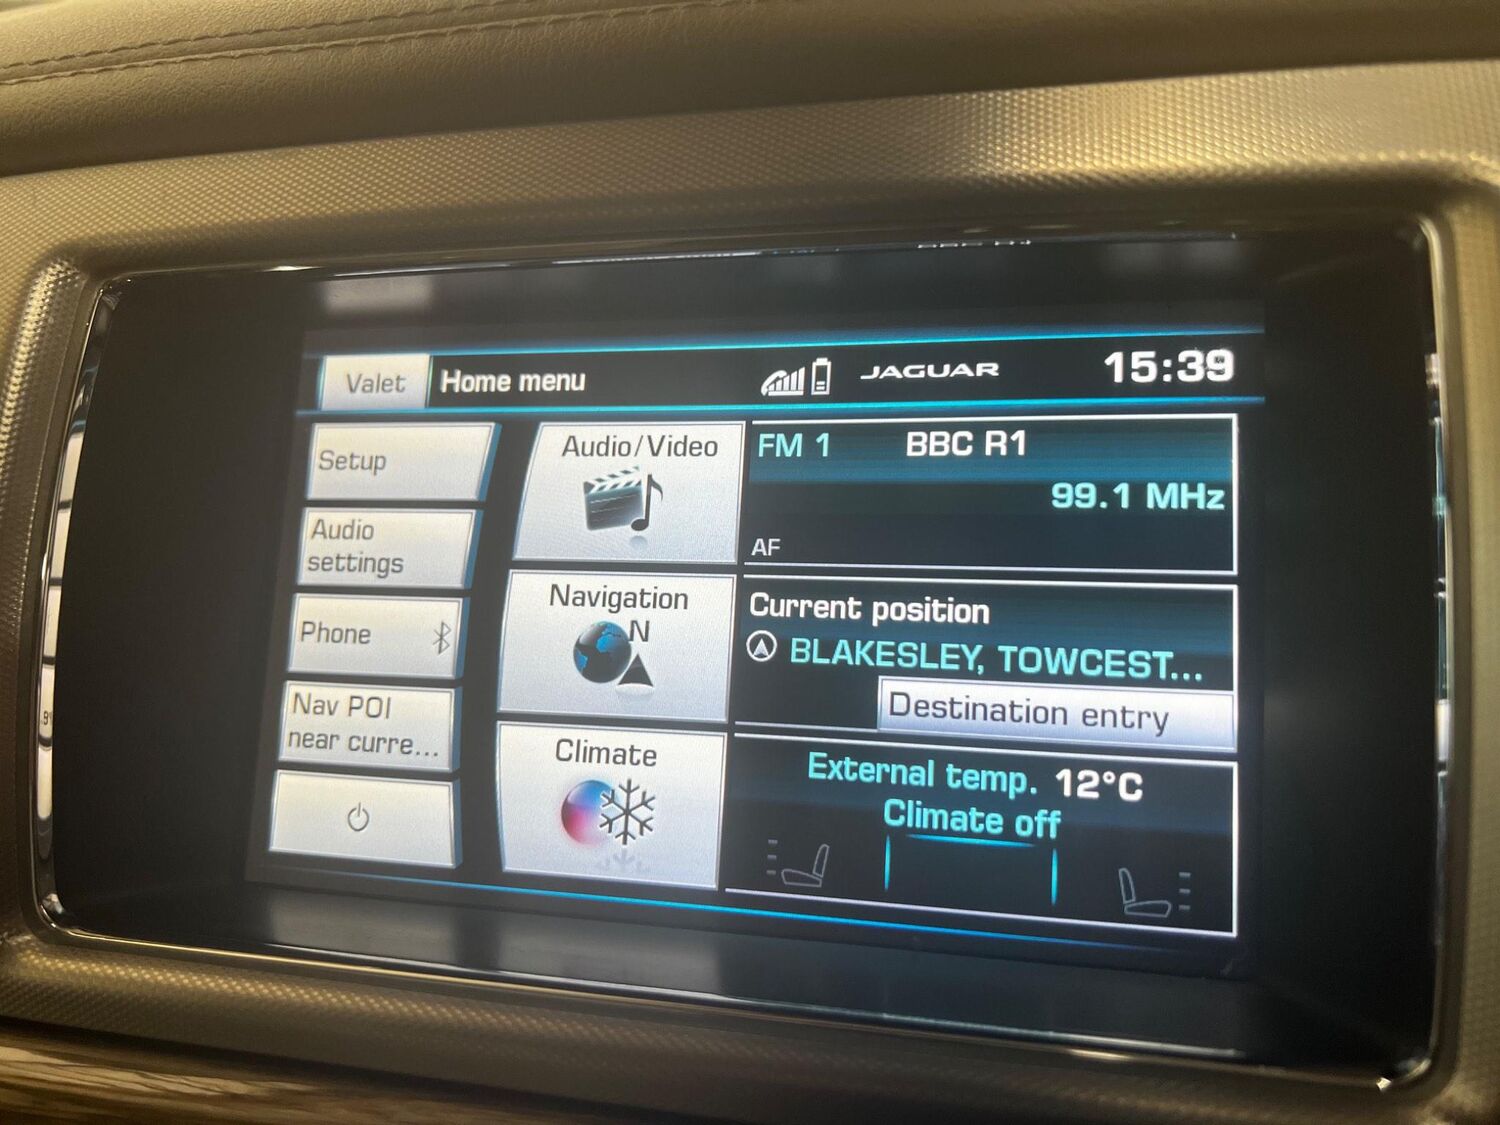 Valet
Home menu
JAGUAR
15:39
Setup
Audio
settings
Phone
Nav POI
near curre...
Audio/Video
Navigation
N
Climate
FM 1
BBC R1
99.1 MHz
AF
Current position
BLAKESLEY, TOWCEST...
Destination entry
External temp. 12°C
Climate off